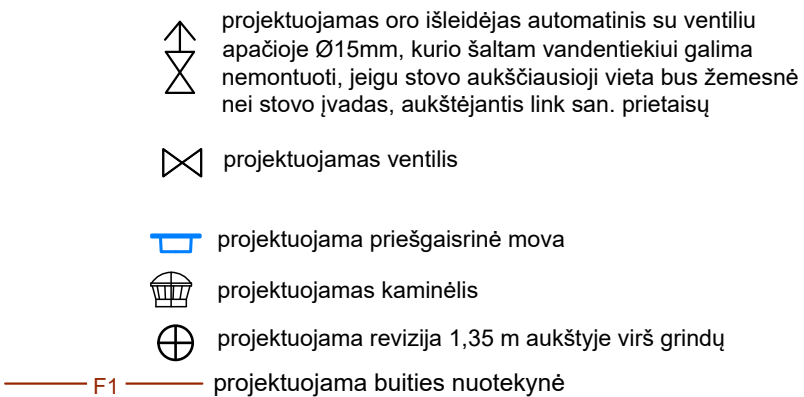 projektuojamas oro išleidėjas automatinis su ventiliu
apačioje Ø15mm, kurio šaltam vandentiekiui galima
nemontuoti, jeigu stovo aukščiausioji vieta bus žemesnė
nei stovo įvadas, aukštėjantis link san. prietaisų
projektuojamas ventilis
projektuojama priešgaisrinė mova
projektuojamas kaminėlis
projektuojama revizija 1,35 m aukštyje virš grindų
F1 projektuojama buities nuotekynė